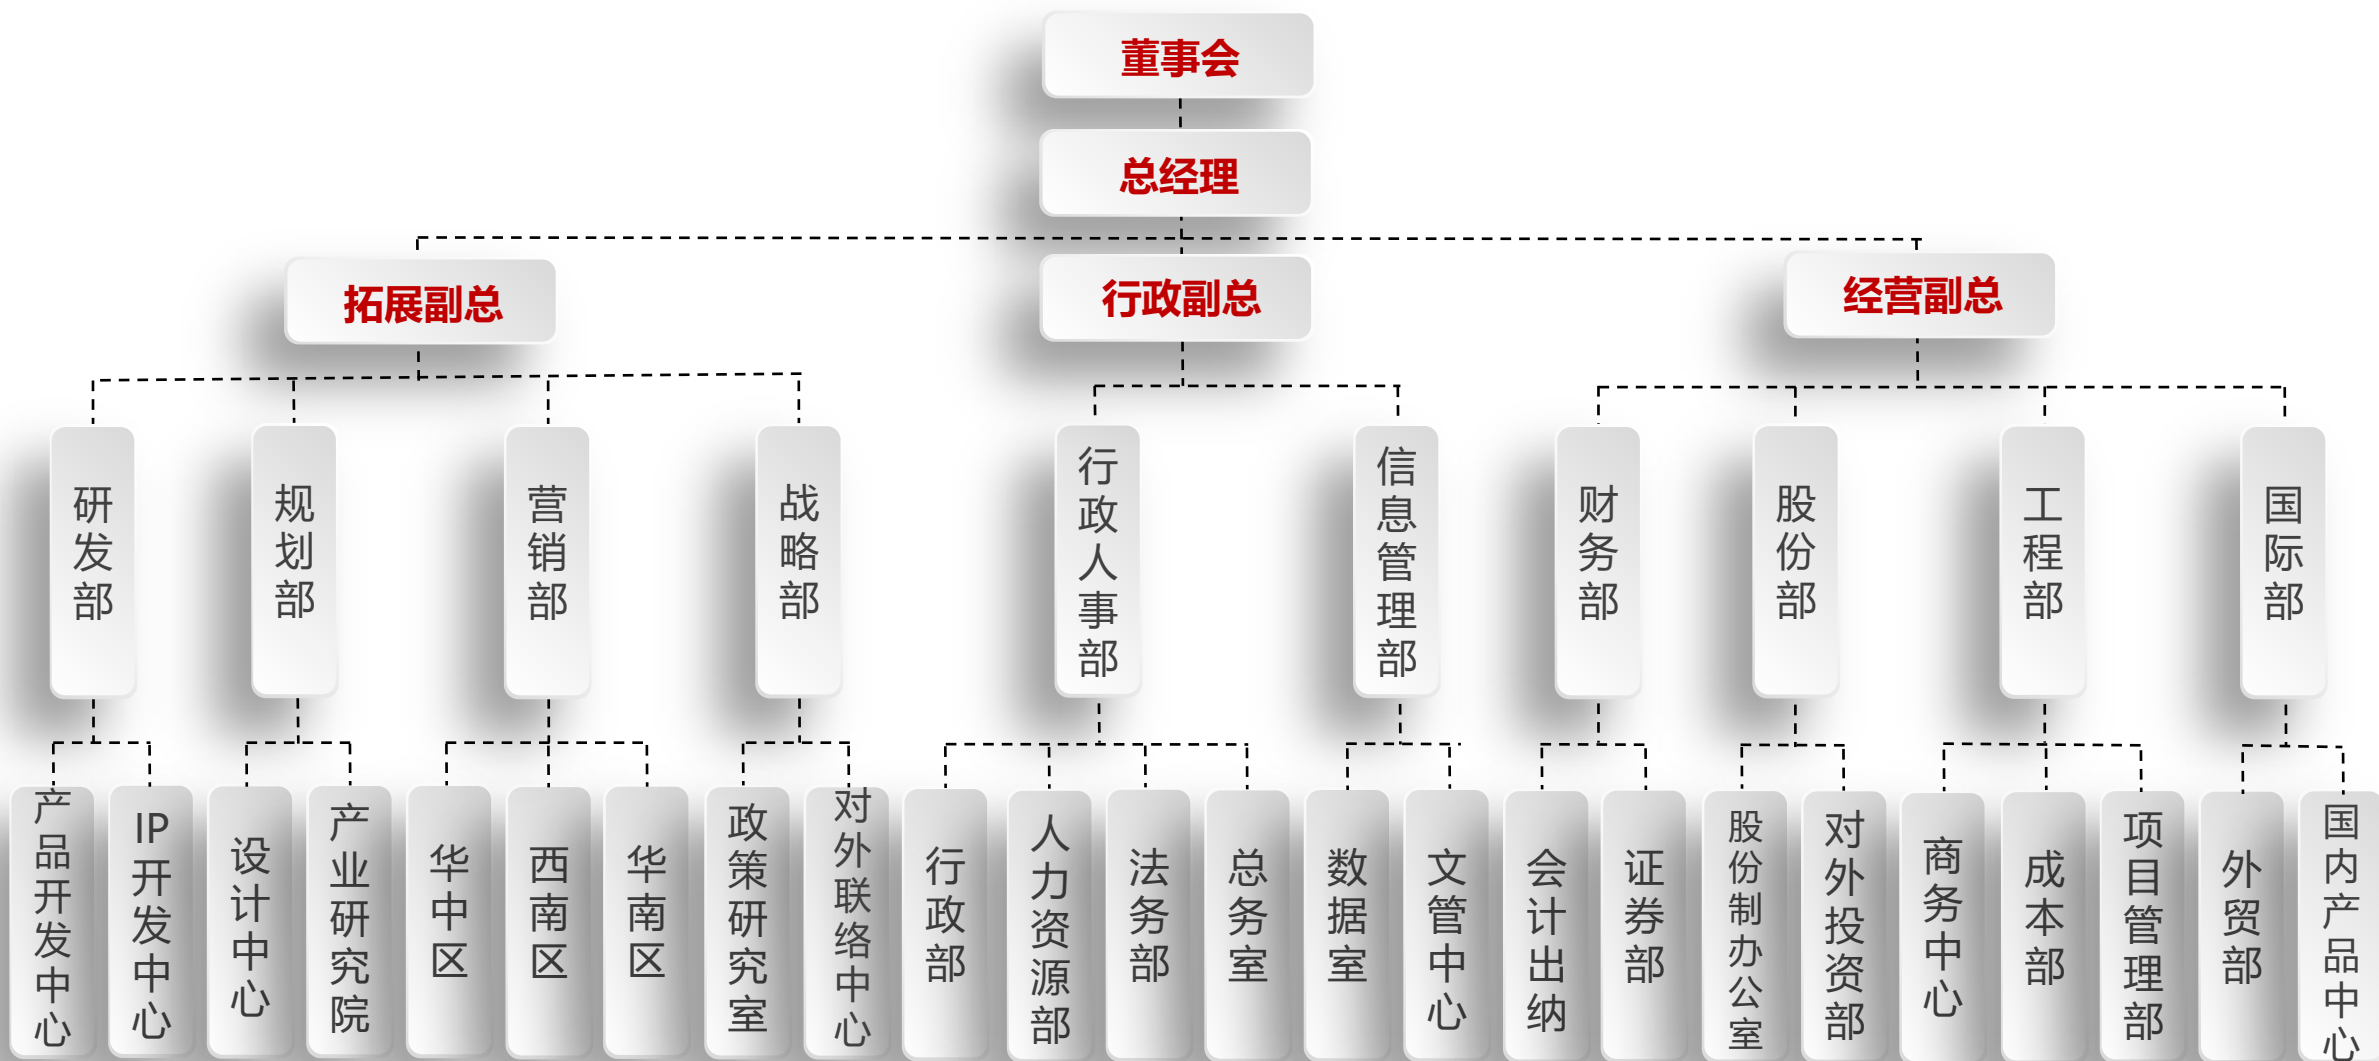 董事会
总经理
拓展副总
行政副总
经营副总
研发部
规划部
营销部
战略部
行政人事部
信息管理部
财务部
股份部
工程部
国际部
产品开发中心
IP开发中心
设计中心
产业研究院
华中区
西南区
华南区
政策研究室
对外联络中心
行政部
人力资源部
法务部
总务室
数据室
文管中心
会计出纳
证券部
股份制办公室
对外投资部
商务中心
成本部
项目管理部
外贸部
国内产品中心